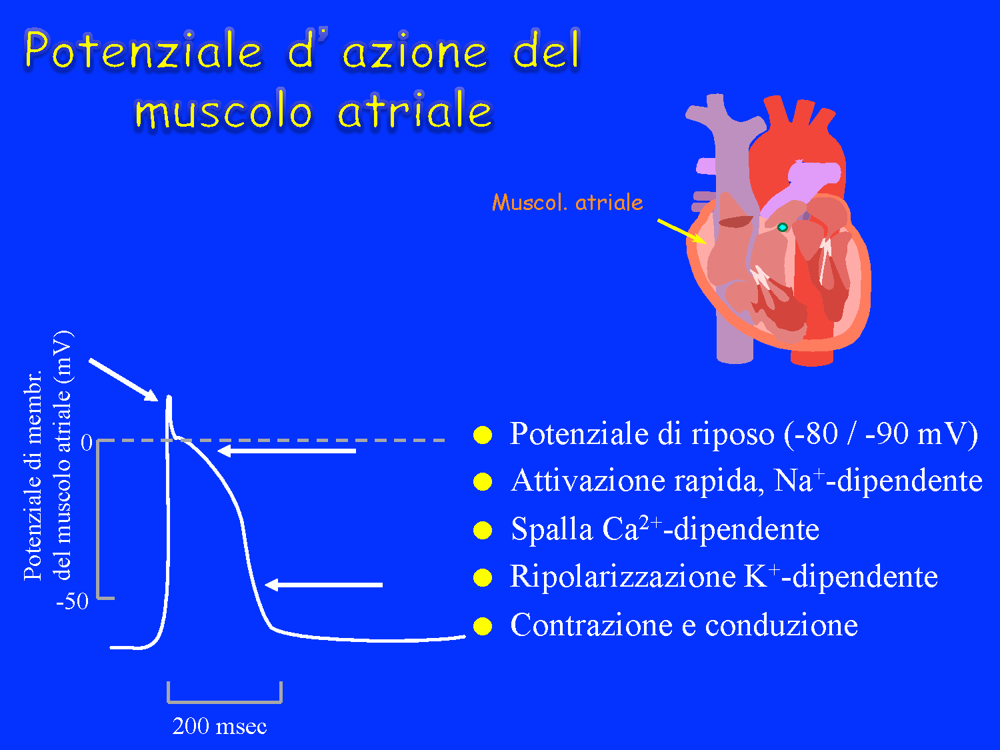 Potenziale d’azione del
muscolo atriale
Muscol. atriale
Potenziale di membr.
del muscolo atriale (mV)
0
-50
200 msec
Potenziale di riposo (-80 / -90 mV)
Attivazione rapida, Na⁺-dipendente
Spalla Ca²⁺-dipendente
Ripolarizzazione K⁺-dipendente
Contrazione e conduzione